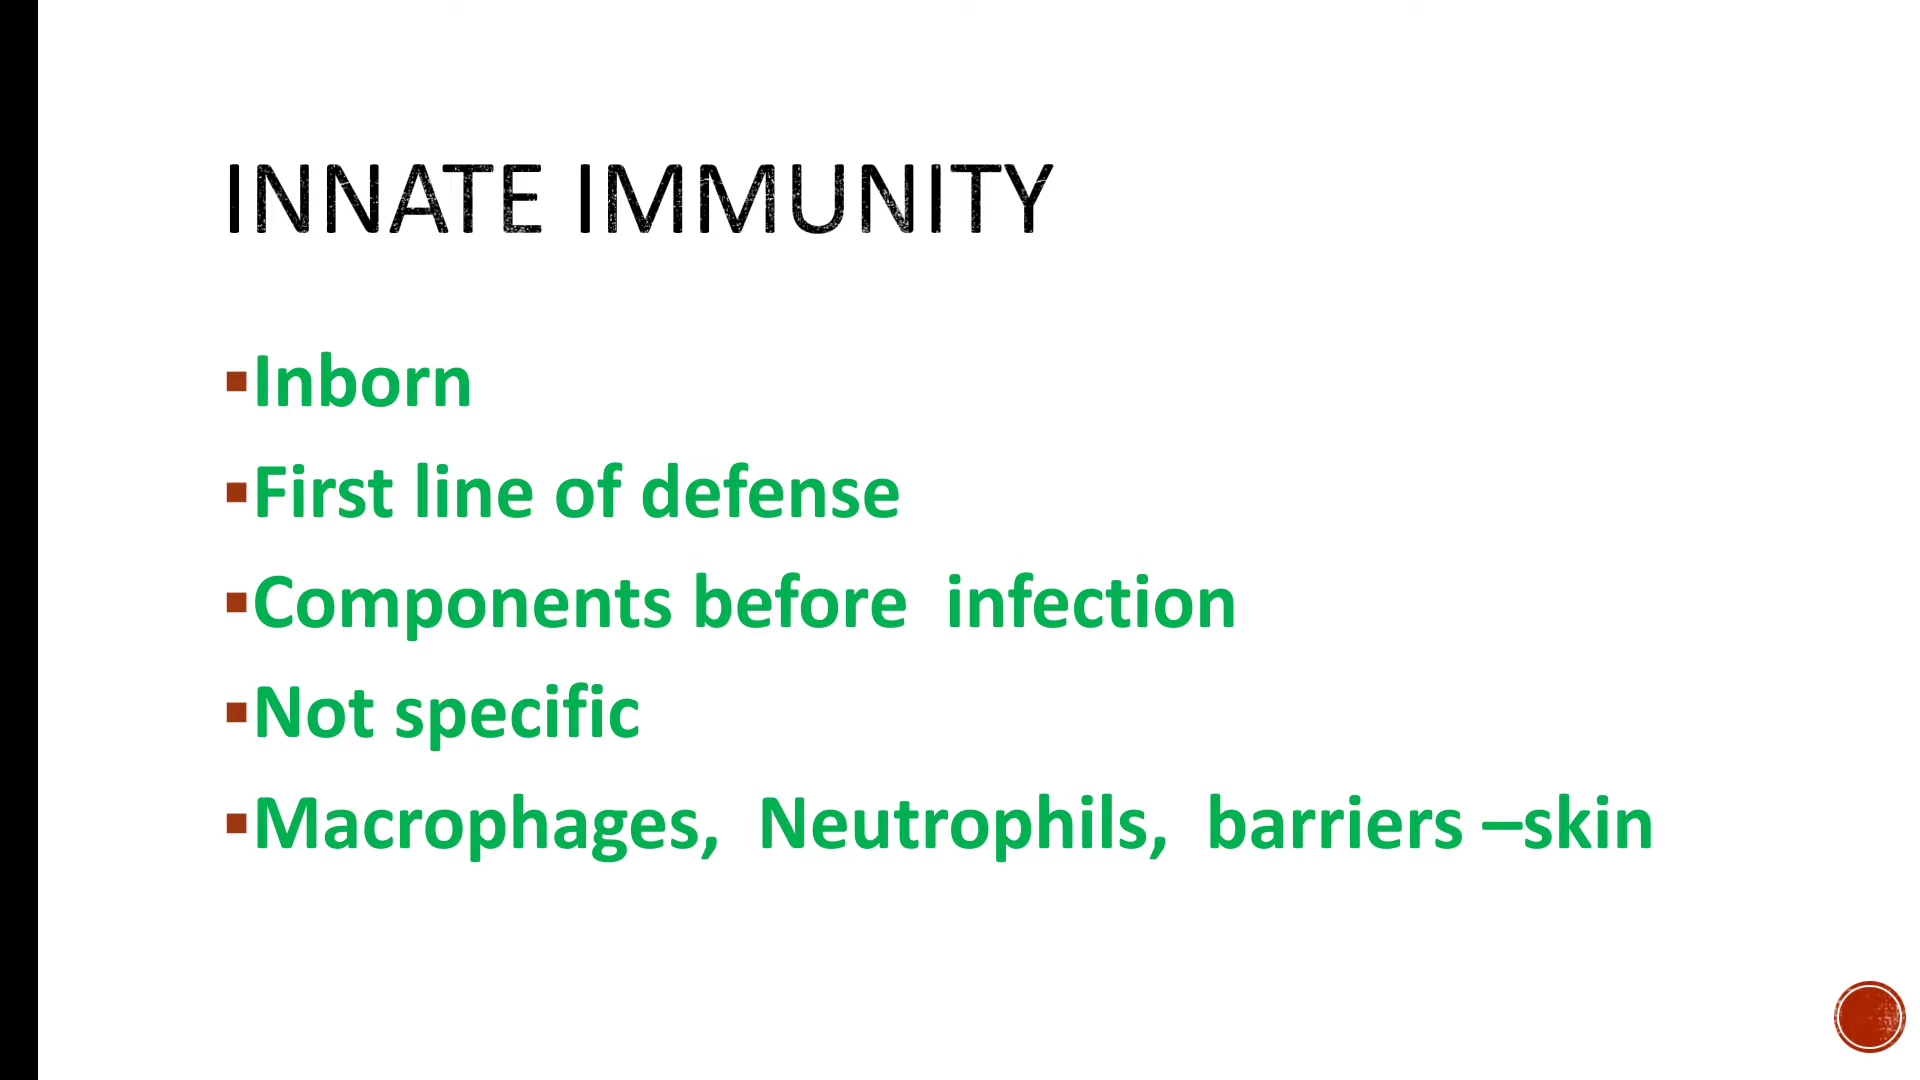 INNATE IMMUNITY
▪Inborn
▪First line of defense
▪Components before  infection
▪Not specific
▪Macrophages,  Neutrophils,  barriers –skin